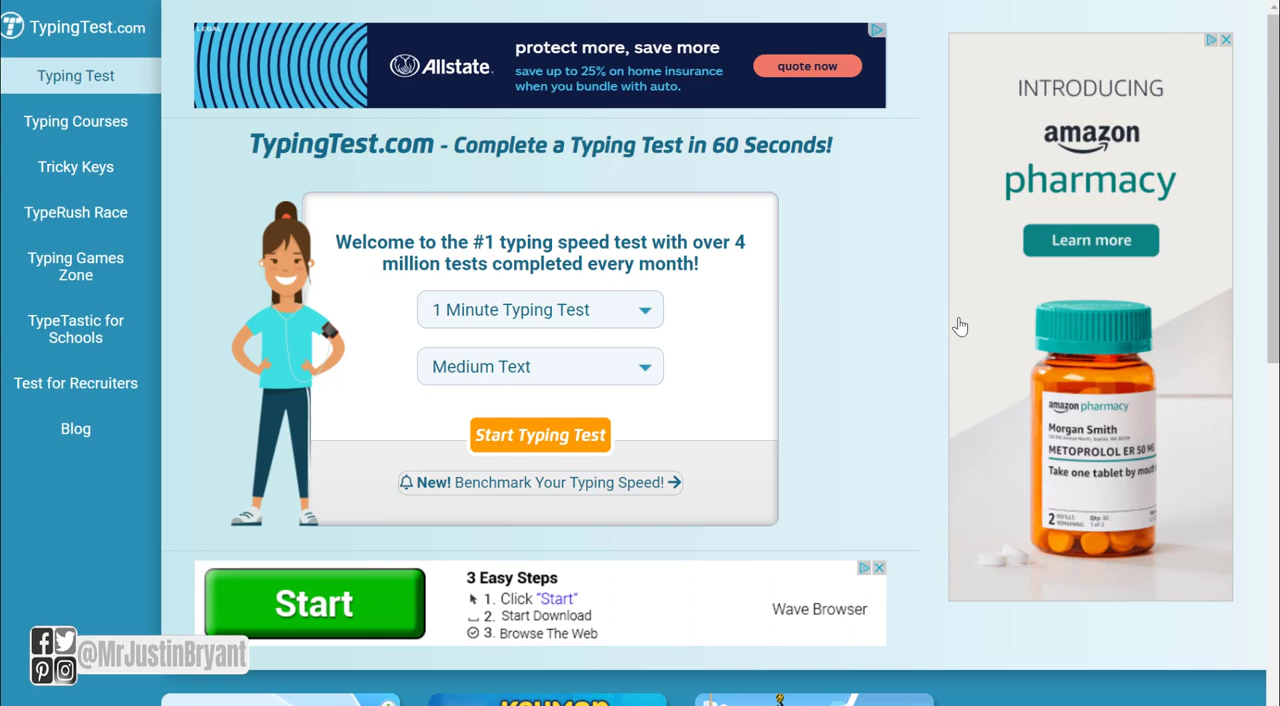 TypingTest.com
Typing Test
Typing Courses
Tricky Keys
TypeRush Race
Typing Games
Zone
TypeTastic for
Schools
Test for Recruiters
Blog
LEGAL
Allstate.
protect more, save more
save up to 25% on home insurance
when you bundle with auto.
quote now
TypingTest.com - Complete a Typing Test in 60 Seconds!
Welcome to the #1 typing speed test with over 4
million tests completed every month!
1 Minute Typing Test
Medium Text
Start Typing Test
New! Benchmark Your Typing Speed!
Start
3 Easy Steps
1. Click "Start"
2. Start Download
3. Browse The Web
Wave Browser
INTRODUCING
amazon
pharmacy
Learn more
amazon pharmacy
Morgan Smith
METOPROLOL ER 50 MG
Take one tablet by mouth
2 REFILLS
REMAINING
@MrJustinBryant